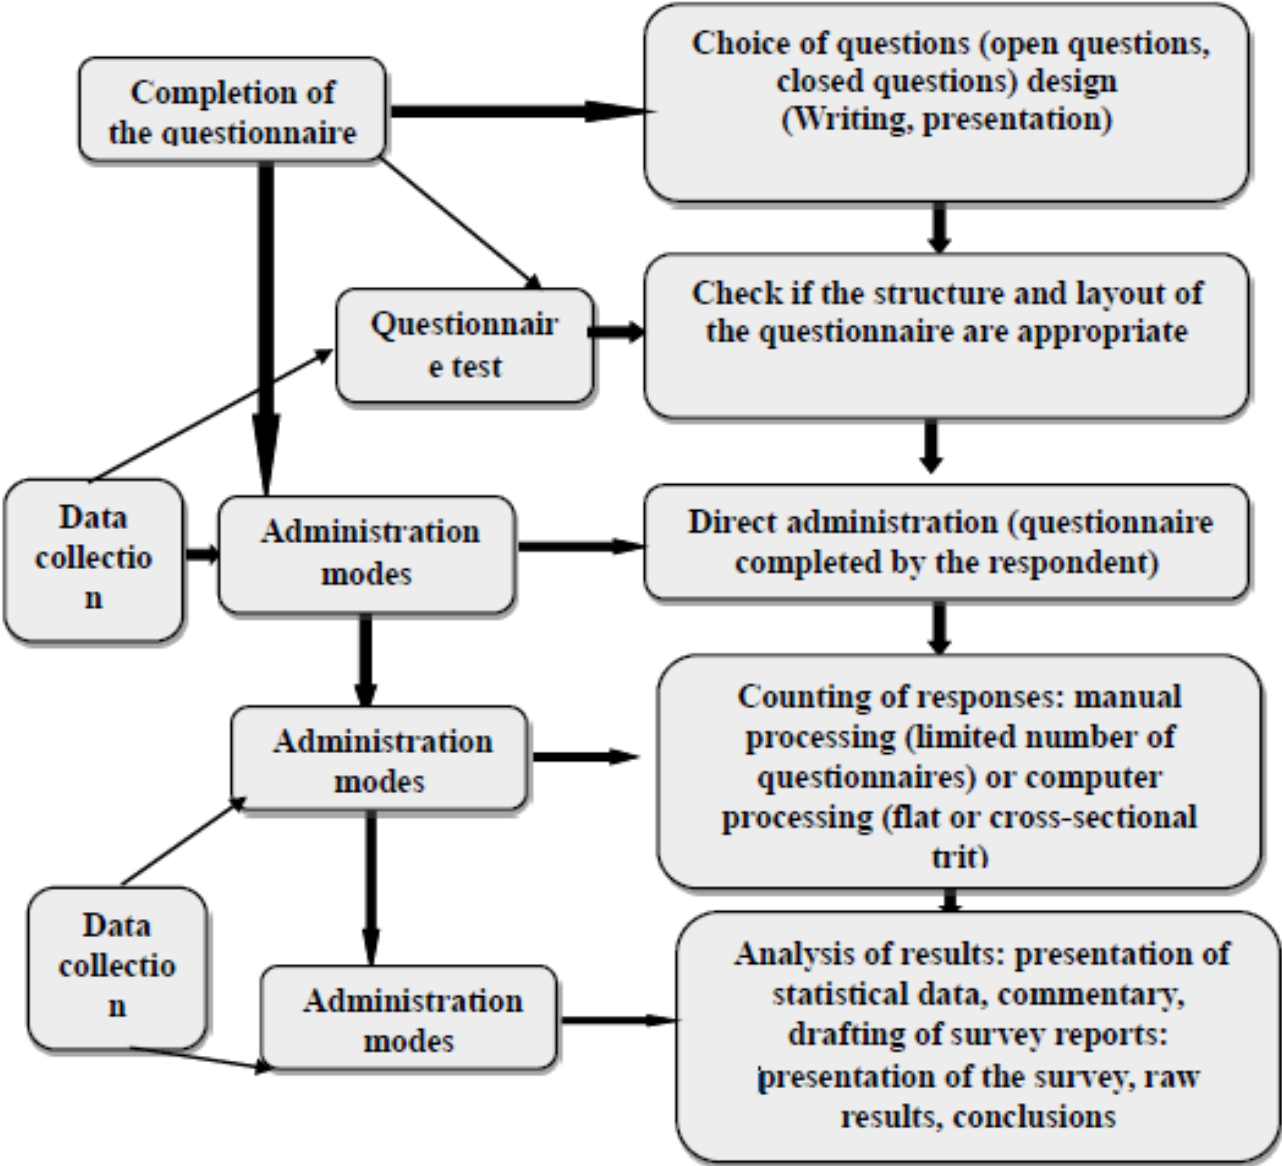 Completion of
the questionnaire
Choice of questions (open questions,
closed questions) design
(Writing, presentation)
Questionnair
e test
Check if the structure and layout of
the questionnaire are appropriate
Data
collectio
n
Administration
modes
Direct administration (questionnaire
completed by the respondent)
Administration
modes
Counting of responses: manual
processing (limited number of
questionnaires) or computer
processing (flat or cross-sectional
trit)
Data
collectio
n
Administration
modes
Analysis of results: presentation of
statistical data, commentary,
drafting of survey reports:
presentation of the survey, raw
results, conclusions